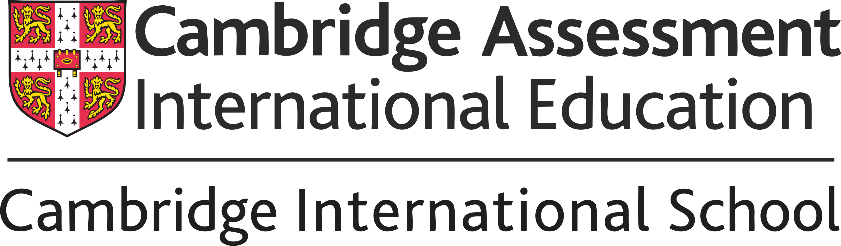 Cambridge Assessment
International Education
Cambridge International School